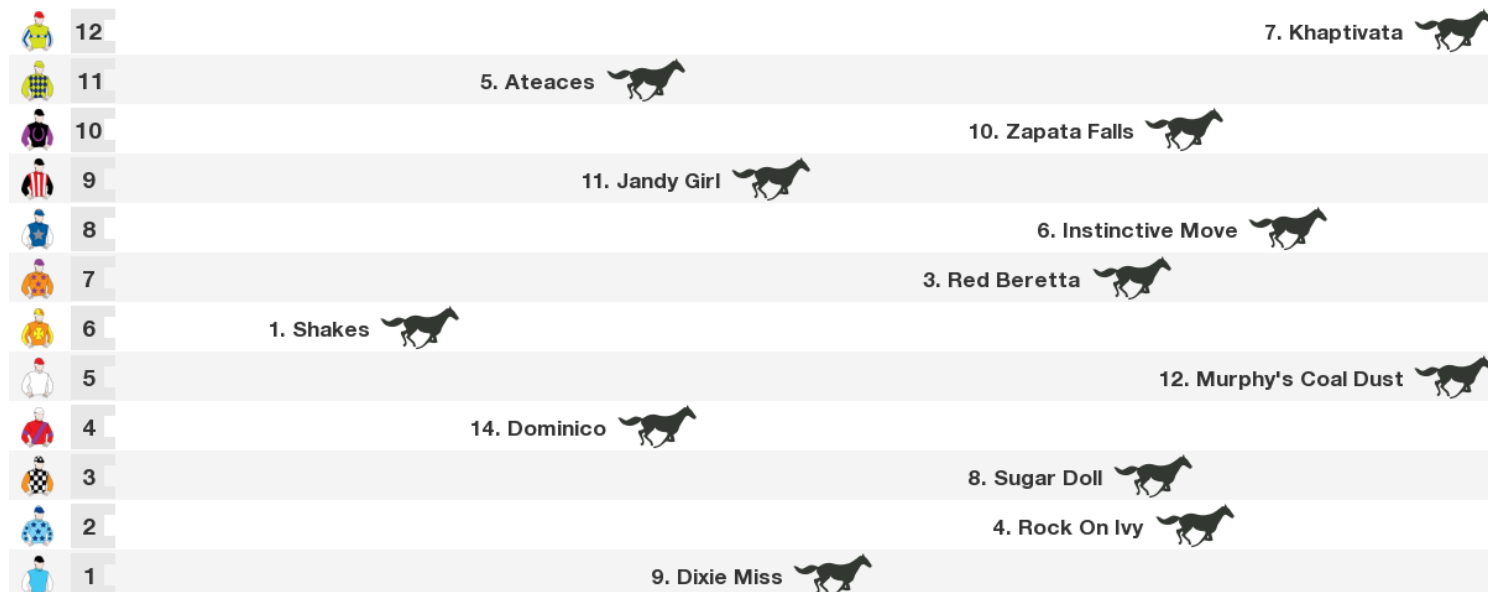 12 7. Khaptivata
11 5. Ateaces
10 10. Zapata Falls
9 11. Jandy Girl
8 6. Instinctive Move
7 3. Red Beretta
6 1. Shakes
5 12. Murphy's Coal Dust
4 14. Dominico
3 8. Sugar Doll
2 4. Rock On Ivy
1 9. Dixie Miss